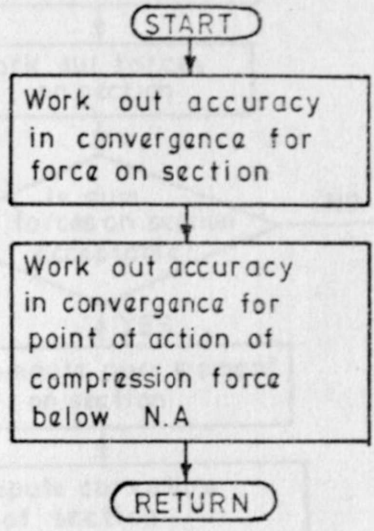 START
Work out accuracy
in convergence for
force on section
Work out accuracy
in convergence for
point of action of
compression force
below N.A
RETURN